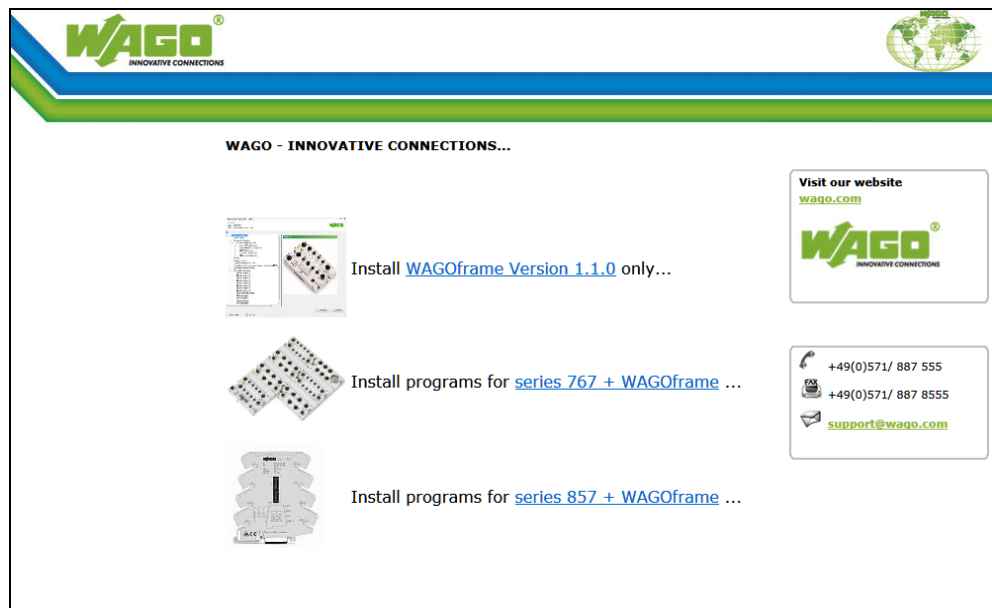 WAGO®
INNOVATIVE CONNECTIONS
WAGO
WAGO - INNOVATIVE CONNECTIONS...
Visit our website
wago.com
WAGO®
INNOVATIVE CONNECTIONS
Install WAGOframe Version 1.1.0 only...
Install programs for series 767 + WAGOframe ...
+49(0)571/ 887 555
FAX
+49(0)571/ 887 8555
support@wago.com
Install programs for series 857 + WAGOframe ...